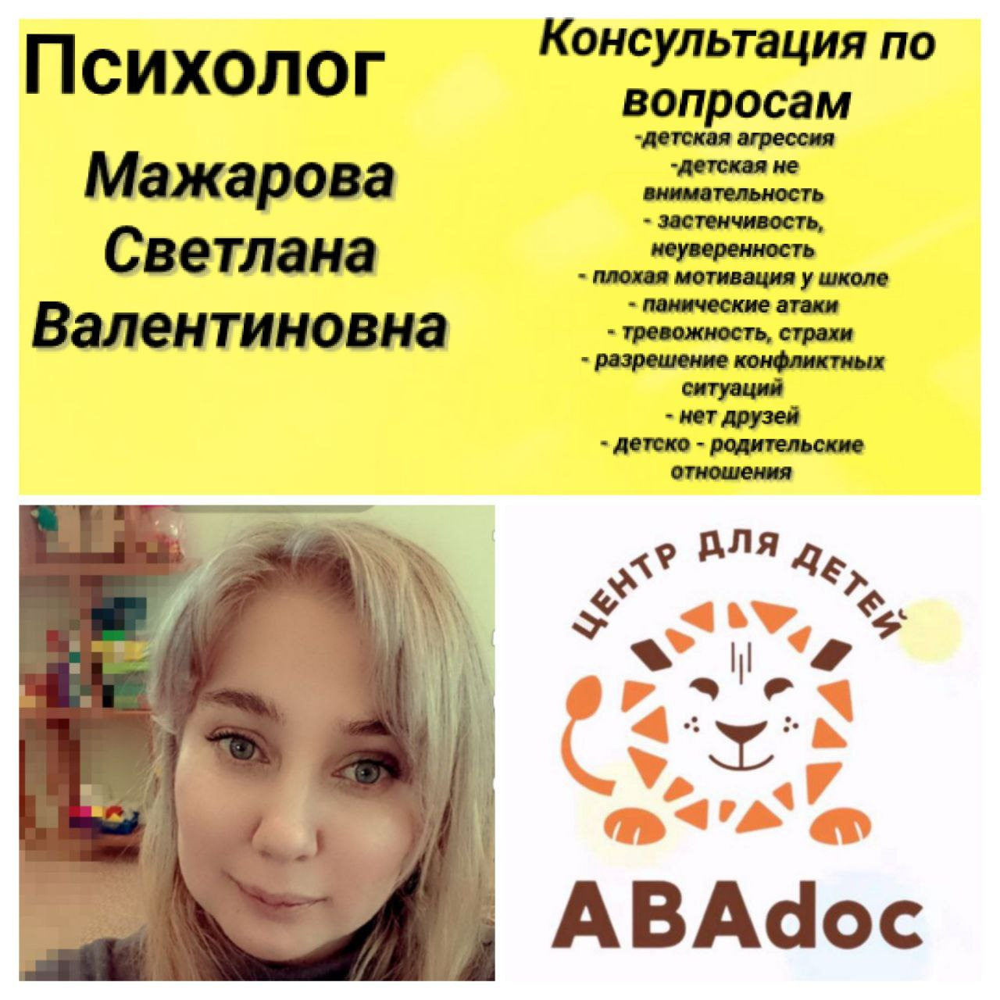 Психолог
Мажарова
Светлана
Валентиновна
Консультация по
вопросам
-детская агрессия
-детская не
внимательность
- застенчивость,
неуверенность
- плохая мотивация у школе
- панические атаки
- тревожность, страхи
- разрешение конфликтных
ситуаций
- нет друзей
- детско - родительские
отношения
ЦЕНТР ДЛЯ ДЕТЕЙ
ABAdoc